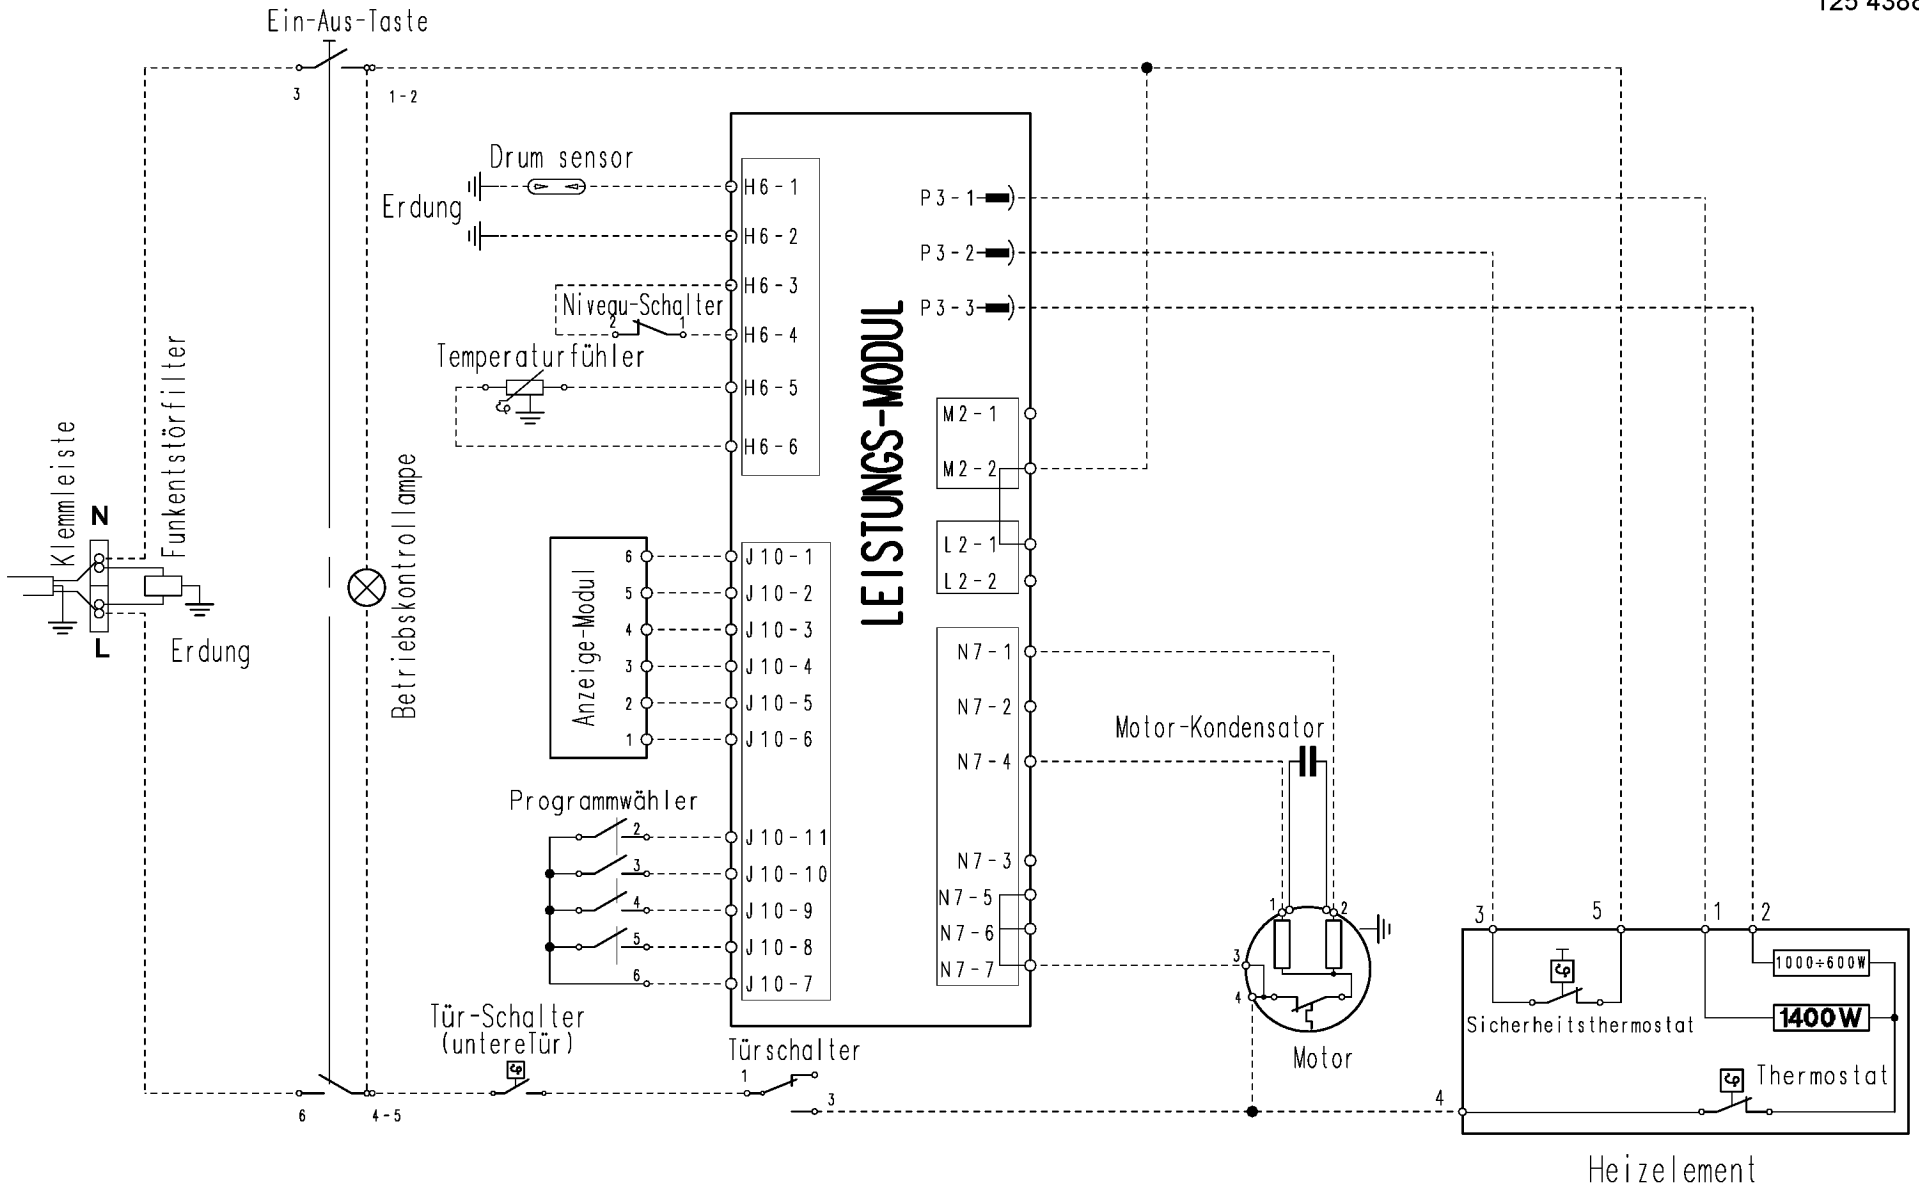 125 4388
Ein-Aus-Taste
3
1-2
Drum sensor
Erdung
H6-1
H6-2
H6-3
Niveau-Schalter
2 1
H6-4
Temperaturfühler
H6-5
H6-6
P3-1
P3-2
P3-3
LEISTUNGS-MODUL
M2-1
M2-2
L2-1
L2-2
Klemmleiste
Funkentstörfilter
N
L
Erdung
Betriebskontrollampe
Anzeige-Modul
6 J10-1
5 J10-2
4 J10-3
3 J10-4
2 J10-5
1 J10-6
Programmwähler
2 J10-11
3 J10-10
4 J10-9
5 J10-8
6 J10-7
N7-1
N7-2
N7-4
N7-3
N7-5
N7-6
N7-7
Motor-Kondensator
1 2
3
4
Motor
Tür-Schalter
(untereTür)
Türschalter
1
3
6
4-5
3 5 1 2
1000÷600W
1400W
Sicherheitsthermostat
Thermostat
4
Heizelement